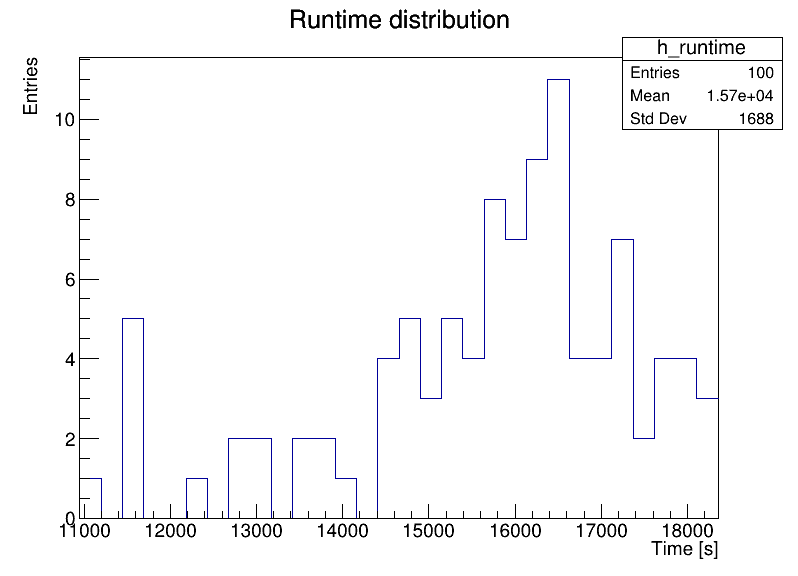 Runtime distribution
h_runtime
Entries 100
Mean 1.57e+04
Std Dev 1688
Entries
10
8
6
4
2
0
11000 12000 13000 14000 15000 16000 17000 18000
Time [s]